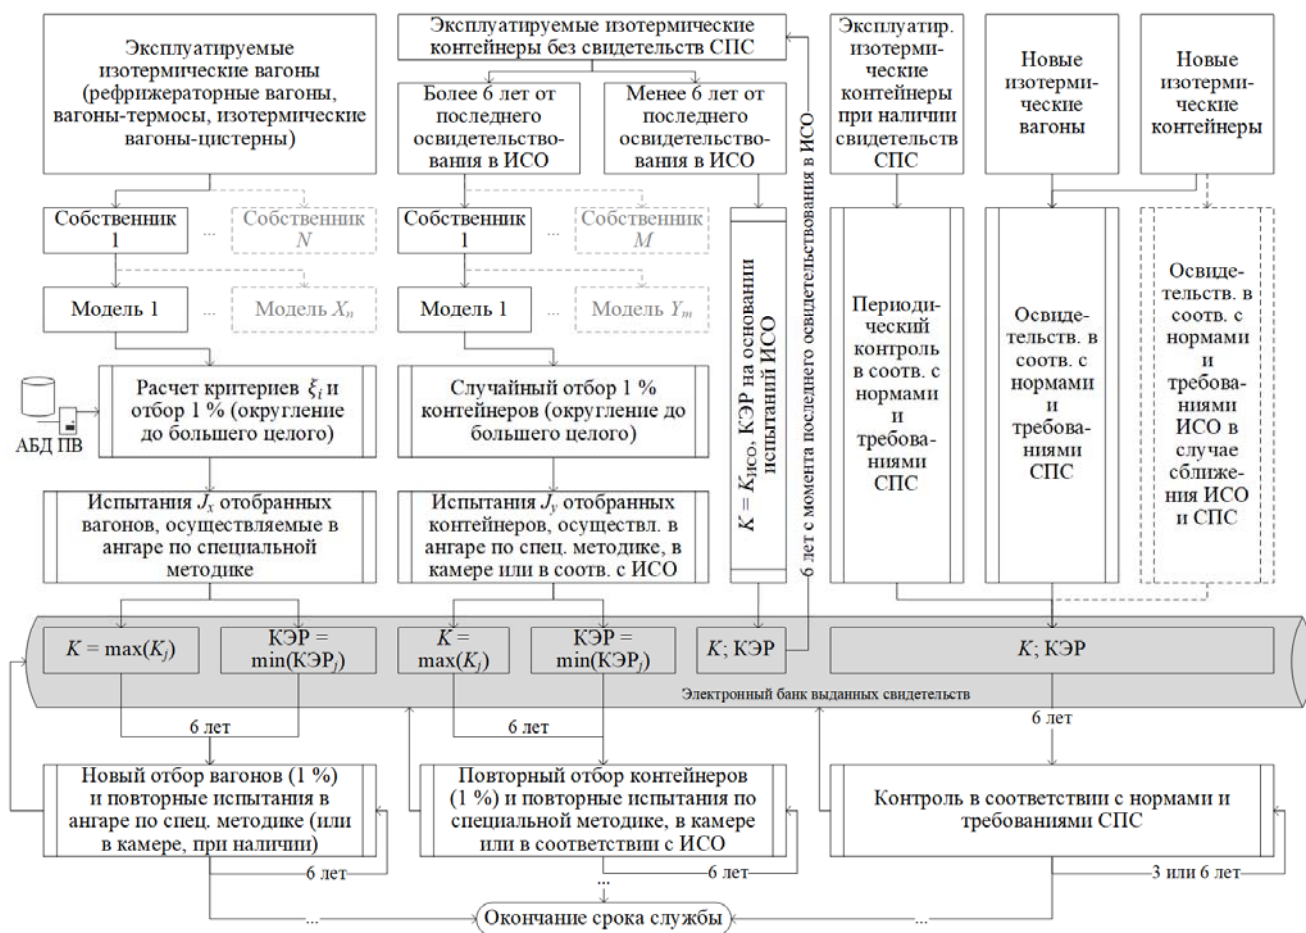 Эксплуатируемые
изотермические вагоны
(рефрижераторные вагоны,
вагоны-термосы, изотермические
вагоны-цистерны)
Эксплуатируемые изотермические
контейнеры без свидетельств СПС
Более 6 лет от
последнего
освидетельство-
вания в ИСО
Менее 6 лет от
последнего
освидетельство-
вания в ИСО
6 лет с момента последнего освидетельствования в ИСО
Эксплуатир.
изотерми-
ческие
контейнеры
при наличии
свидетельств
СПС
Новые
изотерми-
ческие
вагоны
Новые
изотерми-
ческие
контейнеры
Собственник
1
...
Собственник
N
Собственник
1
...
Собственник
M
Модель 1
...
Модель Xn
Модель 1
...
Модель Ym
АБД ПВ
Расчет критериев ξi и
отбор 1 % (округление
до большего целого)
Случайный отбор 1 %
контейнеров (округление до
большего целого)
K = KИСО, КЭР на основании
испытаний ИСО
Периоди-
ческий
контроль
в соотв. с
нормами
и
требова-
ниями
СПС
Освиде-
тельств. в
соотв. с
нормами
и
требова-
ниями
СПС
Освиде-
тельств. в
соотв. с
нормами
и
требова-
ниями
ИСО в
случае
сближения
ИСО
и СПС
Испытания Jx отобранных
вагонов, осуществляемые в
ангаре по специальной
методике
Испытания Jy отобранных
контейнеров, осуществл. в
ангаре по спец. методике, в
камере или в соотв. с ИСО
K = max(Kj)
КЭР =
min(КЭРj)
K =
max(Kj)
КЭР =
min(КЭРj)
K; КЭР
K; КЭР
Электронный банк выданных свидетельств
6 лет
6 лет
6 лет
Новый отбор вагонов (1 %)
и повторные испытания в
ангаре по спец. методике (или
в камере, при наличии)
Повторный отбор контейнеров
(1 %) и повторные испытания по
специальной методике, в камере
или в соответствии с ИСО
Контроль в соответствии с нормами и
требованиями СПС
6 лет
6 лет
3 или 6 лет
...
...
Окончание срока службы
...